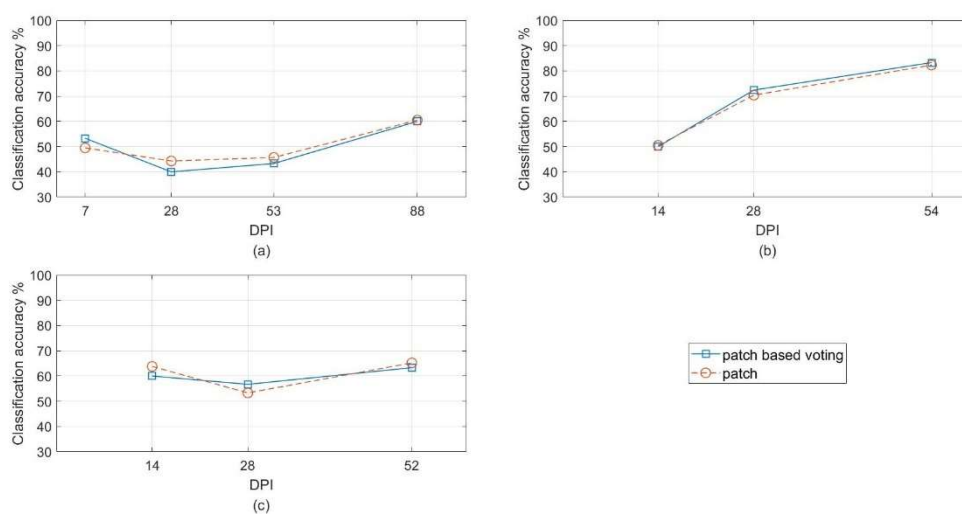 100
90
80
70
60
50
40
30
Classification accuracy %
7 28 53 88
DPI
(a)
100
90
80
70
60
50
40
30
Classification accuracy %
14 28 54
DPI
(b)
100
90
80
70
60
50
40
30
Classification accuracy %
14 28 52
DPI
(c)
patch based voting
patch